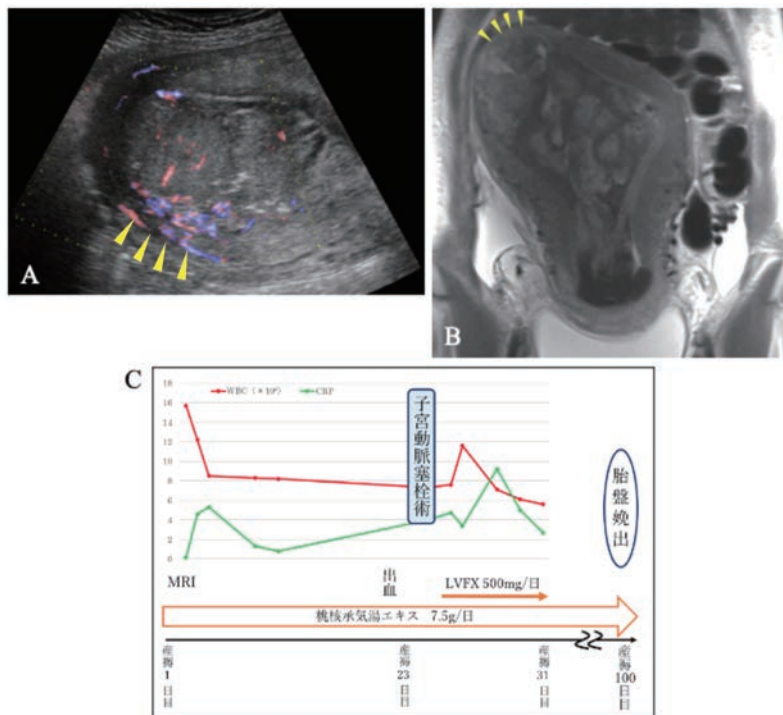 A
B
C
WBC (×10³)
CRP
18
16
14
12
10
8
6
4
2
0
子宮動脈塞栓術
胎盤娩出
MRI
出血
LVFX 500mg/日
桃核承気湯エキス 7.5g/日
産褥1日目
産褥23日目
産褥31日目
産褥100日目